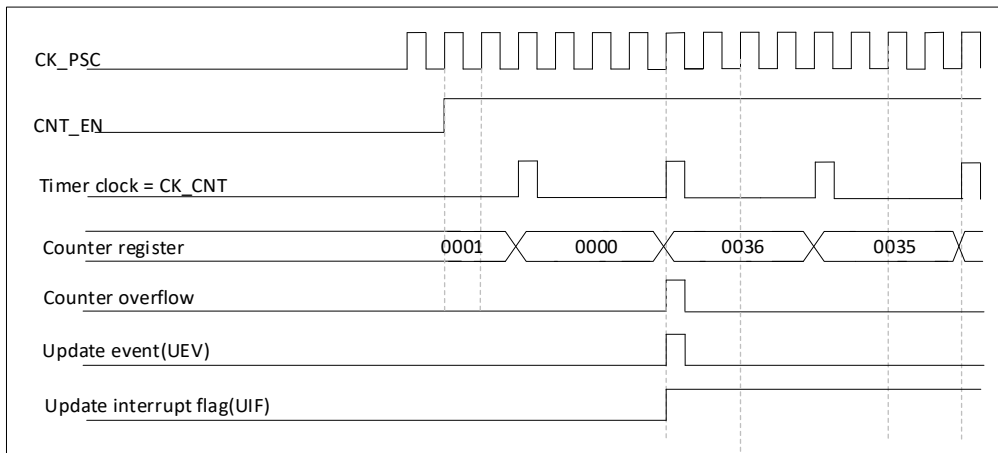 CK_PSC
CNT_EN
Timer clock = CK_CNT
Counter register 0001 0000 0036 0035
Counter overflow
Update event(UEV)
Update interrupt flag(UIF)